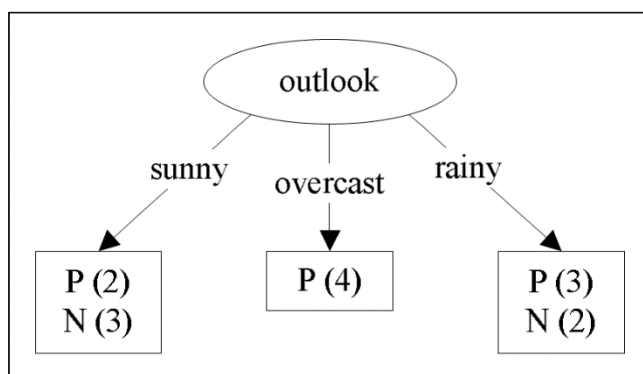 outlook
sunny
overcast
rainy
P (2)
N (3)
P (4)
P (3)
N (2)